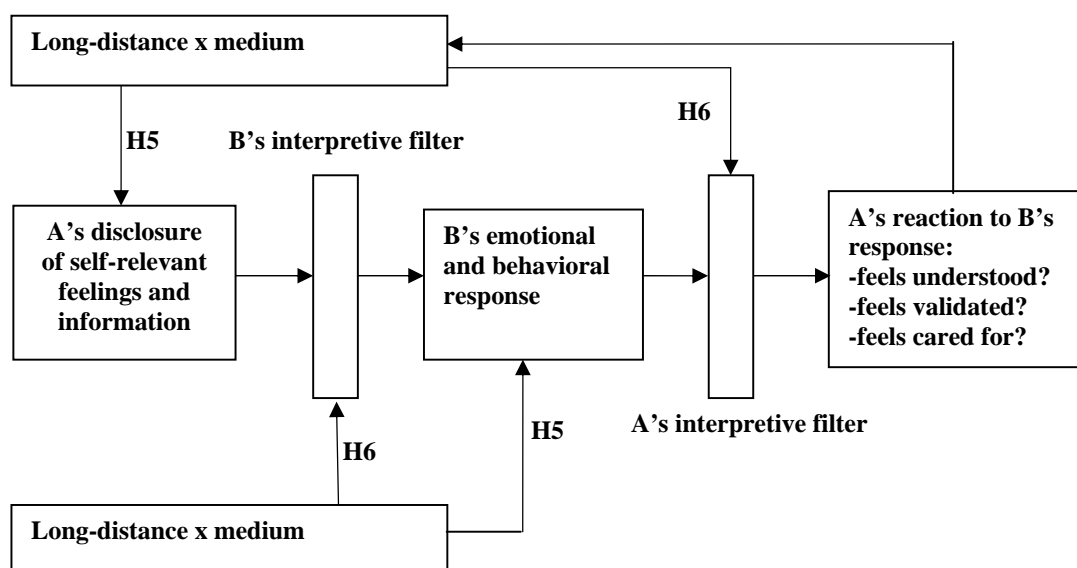 Long-distance x medium
H5
H6
B’s interpretive filter
A’s disclosure
of self-relevant
feelings and
information
B’s emotional
and behavioral
response
A’s reaction to B’s
response:
-feels understood?
-feels validated?
-feels cared for?
A’s interpretive filter
H6
H5
Long-distance x medium